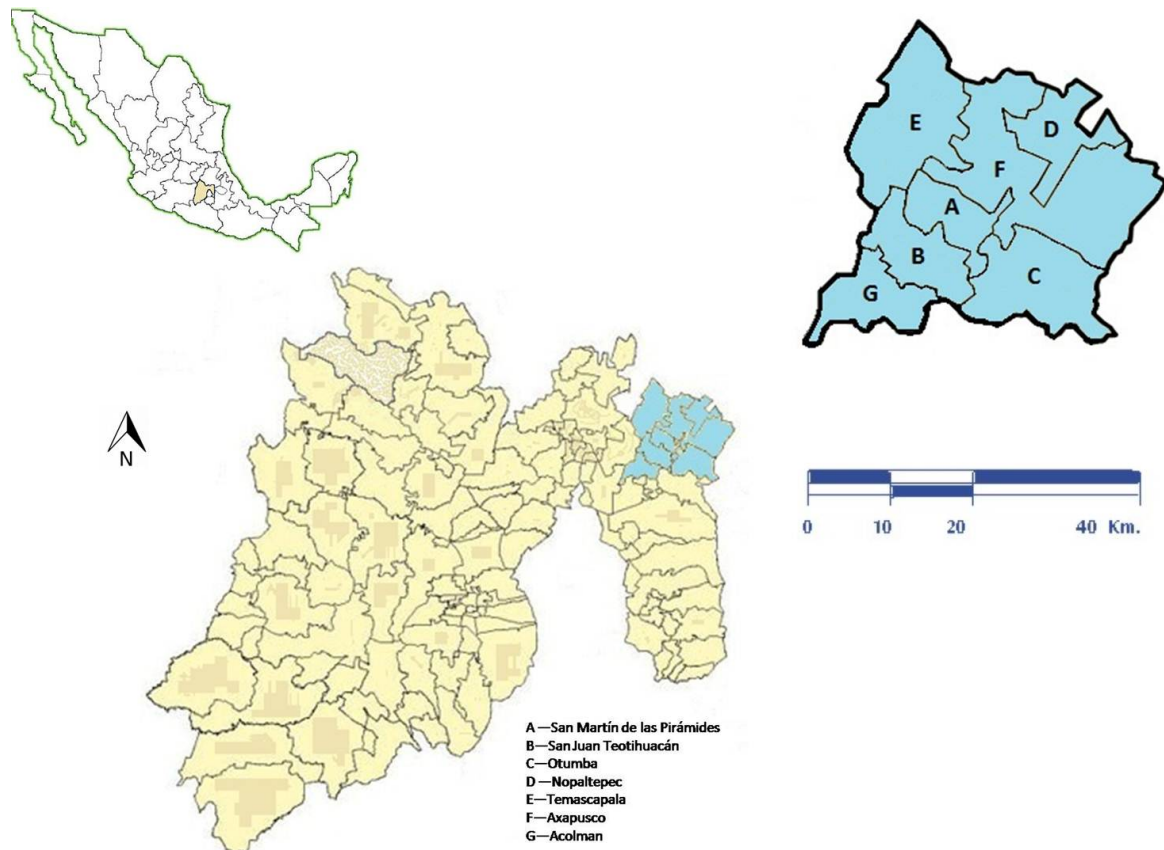 E
D
F
A
B
C
G
N
0 10 20 40 Km.
A —San Martín de las Pirámides
B—San Juan Teotihuacán
C—Otumba
D —Nopaltepec
E—Temascapala
F—Axapusco
G—Acolman